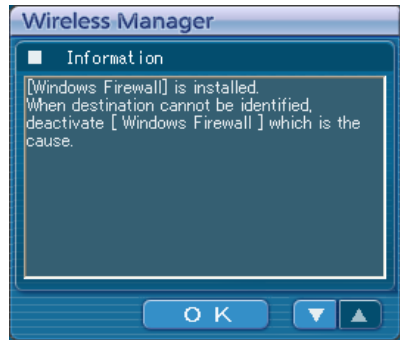 Wireless Manager
Information
[Windows Firewall] is installed.
When destination cannot be identified,
deactivate [ Windows Firewall ] which is the
cause.
O K